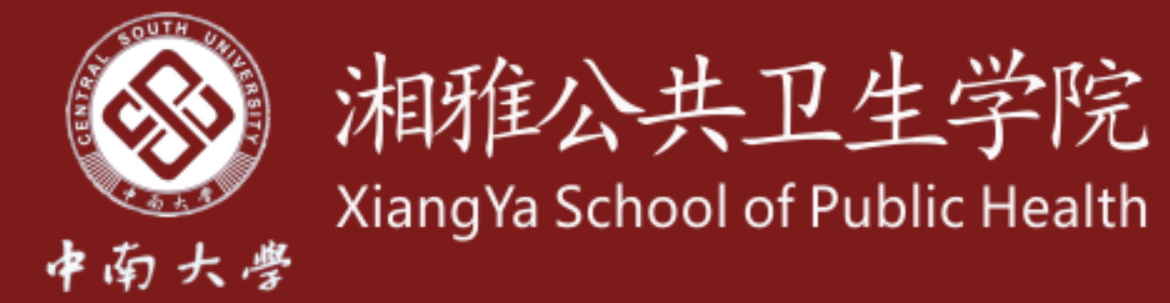 CENTRAL SOUTH UNIVERSITY
中南大学
中南大學
湘雅公共卫生学院
XiangYa School of Public Health